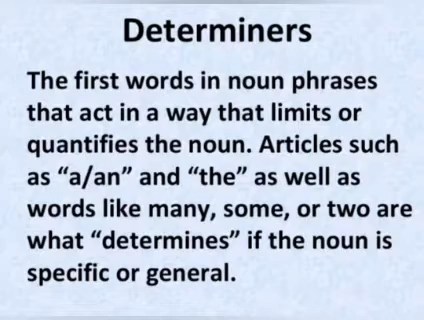 Determiners
The first words in noun phrases
that act in a way that limits or
quantifies the noun. Articles such
as “a/an” and “the” as well as
words like many, some, or two are
what “determines” if the noun is
specific or general.